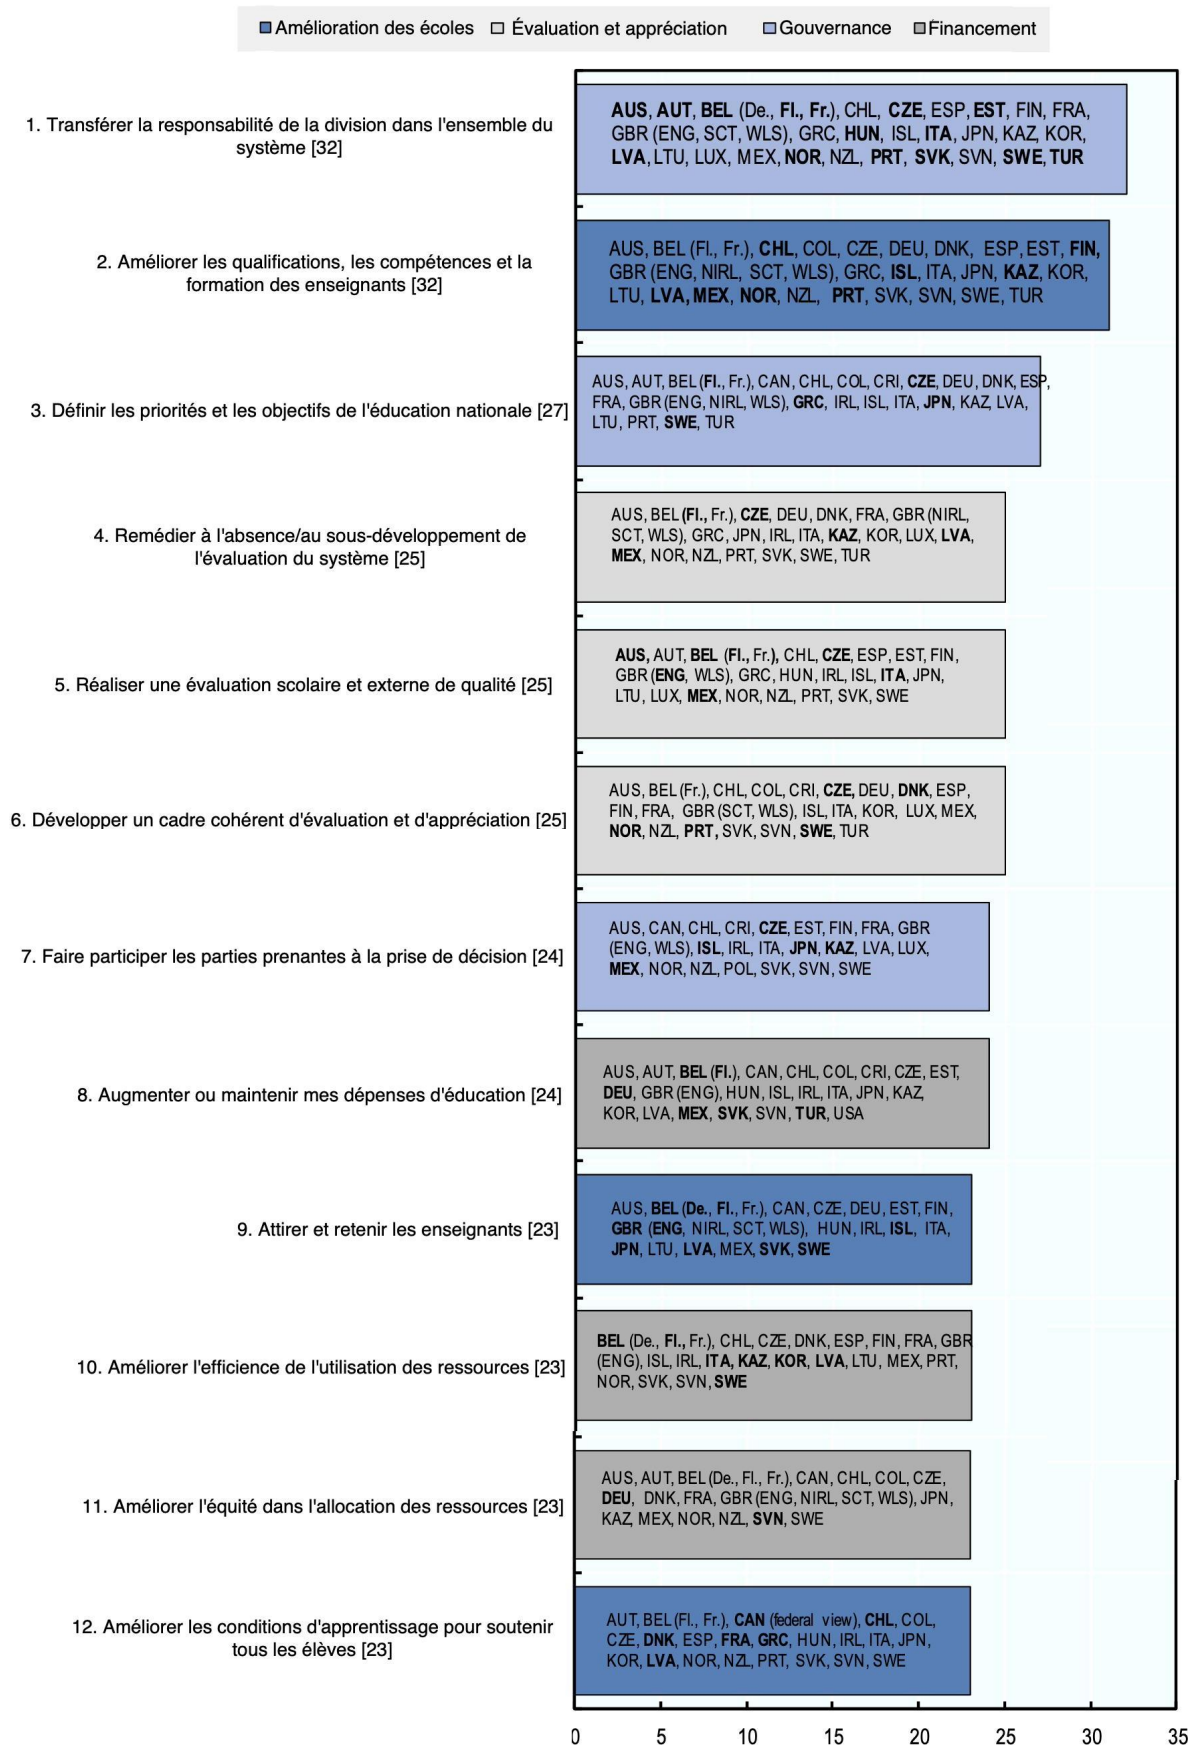 Amélioration des écoles Évaluation et appréciation Gouvernance Financement
1. Transférer la responsabilité de la division dans l'ensemble du
système [32]
AUS, AUT, BEL (De., Fl., Fr.), CHL, CZE, ESP, EST, FIN, FRA,
GBR (ENG, SCT, WLS), GRC, HUN, ISL, ITA, JPN, KAZ, KOR,
LVA, LTU, LUX, MEX, NOR, NZL, PRT, SVK, SVN, SWE, TUR
2. Améliorer les qualifications, les compétences et la
formation des enseignants [32]
AUS, BEL (Fl., Fr.), CHL, COL, CZE, DEU, DNK, ESP, EST, FIN,
GBR (ENG, NIRL, SCT, WLS), GRC, ISL, ITA, JPN, KAZ, KOR,
LTU, LVA, MEX, NOR, NZL, PRT, SVK, SVN, SWE, TUR
3. Définir les priorités et les objectifs de l'éducation nationale [27]
AUS, AUT, BEL (Fl., Fr.), CAN, CHL, COL, CRI, CZE, DEU, DNK, ESP,
FRA, GBR (ENG, NIRL, WLS), GRC, IRL, ISL, ITA, JPN, KAZ, LVA,
LTU, PRT, SWE, TUR
4. Remédier à l'absence/au sous-développement de
l'évaluation du système [25]
AUS, BEL (Fl., Fr.), CZE, DEU, DNK, FRA, GBR (NIRL,
SCT, WLS), GRC, JPN, IRL, ITA, KAZ, KOR, LUX, LVA,
MEX, NOR, NZL, PRT, SVK, SWE, TUR
5. Réaliser une évaluation scolaire et externe de qualité [25]
AUS, AUT, BEL (Fl., Fr.), CHL, CZE, ESP, EST, FIN,
GBR (ENG, WLS), GRC, HUN, IRL, ISL, ITA, JPN,
LTU, LUX, MEX, NOR, NZL, PRT, SVK, SWE
6. Développer un cadre cohérent d'évaluation et d'appréciation [25]
AUS, BEL (Fr.), CHL, COL, CRI, CZE, DEU, DNK, ESP,
FIN, FRA, GBR (SCT, WLS), ISL, ITA, KOR, LUX, MEX,
NOR, NZL, PRT, SVK, SVN, SWE, TUR
7. Faire participer les parties prenantes à la prise de décision [24]
AUS, CAN, CHL, CRI, CZE, EST, FIN, FRA, GBR
(ENG, WLS), ISL, IRL, ITA, JPN, KAZ, LVA, LUX,
MEX, NOR, NZL, POL, SVK, SVN, SWE
8. Augmenter ou maintenir mes dépenses d'éducation [24]
AUS, AUT, BEL (Fl.), CAN, CHL, COL, CRI, CZE, EST,
DEU, GBR (ENG), HUN, ISL, IRL, ITA, JPN, KAZ,
KOR, LVA, MEX, SVK, SVN, TUR, USA
9. Attirer et retenir les enseignants [23]
AUS, BEL (De., Fl., Fr.), CAN, CZE, DEU, EST, FIN,
GBR (ENG, NIRL, SCT, WLS), HUN, IRL, ISL, ITA,
JPN, LTU, LVA, MEX, SVK, SWE
10. Améliorer l'efficience de l'utilisation des ressources [23]
BEL (De., Fl., Fr.), CHL, CZE, DNK, ESP, FIN, FRA, GBR
(ENG), ISL, IRL, ITA, KAZ, KOR, LVA, LTU, MEX, PRT,
NOR, SVK, SVN, SWE
11. Améliorer l'équité dans l'allocation des ressources [23]
AUS, AUT, BEL (De., Fl., Fr.), CAN, CHL, COL, CZE,
DEU, DNK, FRA, GBR (ENG, NIRL, SCT, WLS), JPN,
KAZ, MEX, NOR, NZL, SVN, SWE
12. Améliorer les conditions d'apprentissage pour soutenir
tous les élèves [23]
AUT, BEL (Fl., Fr.), CAN (federal view), CHL, COL,
CZE, DNK, ESP, FRA, GRC, HUN, IRL, ITA, JPN,
KOR, LVA, NOR, NZL, PRT, SVK, SVN, SWE
0 5 10 15 20 25 30 35